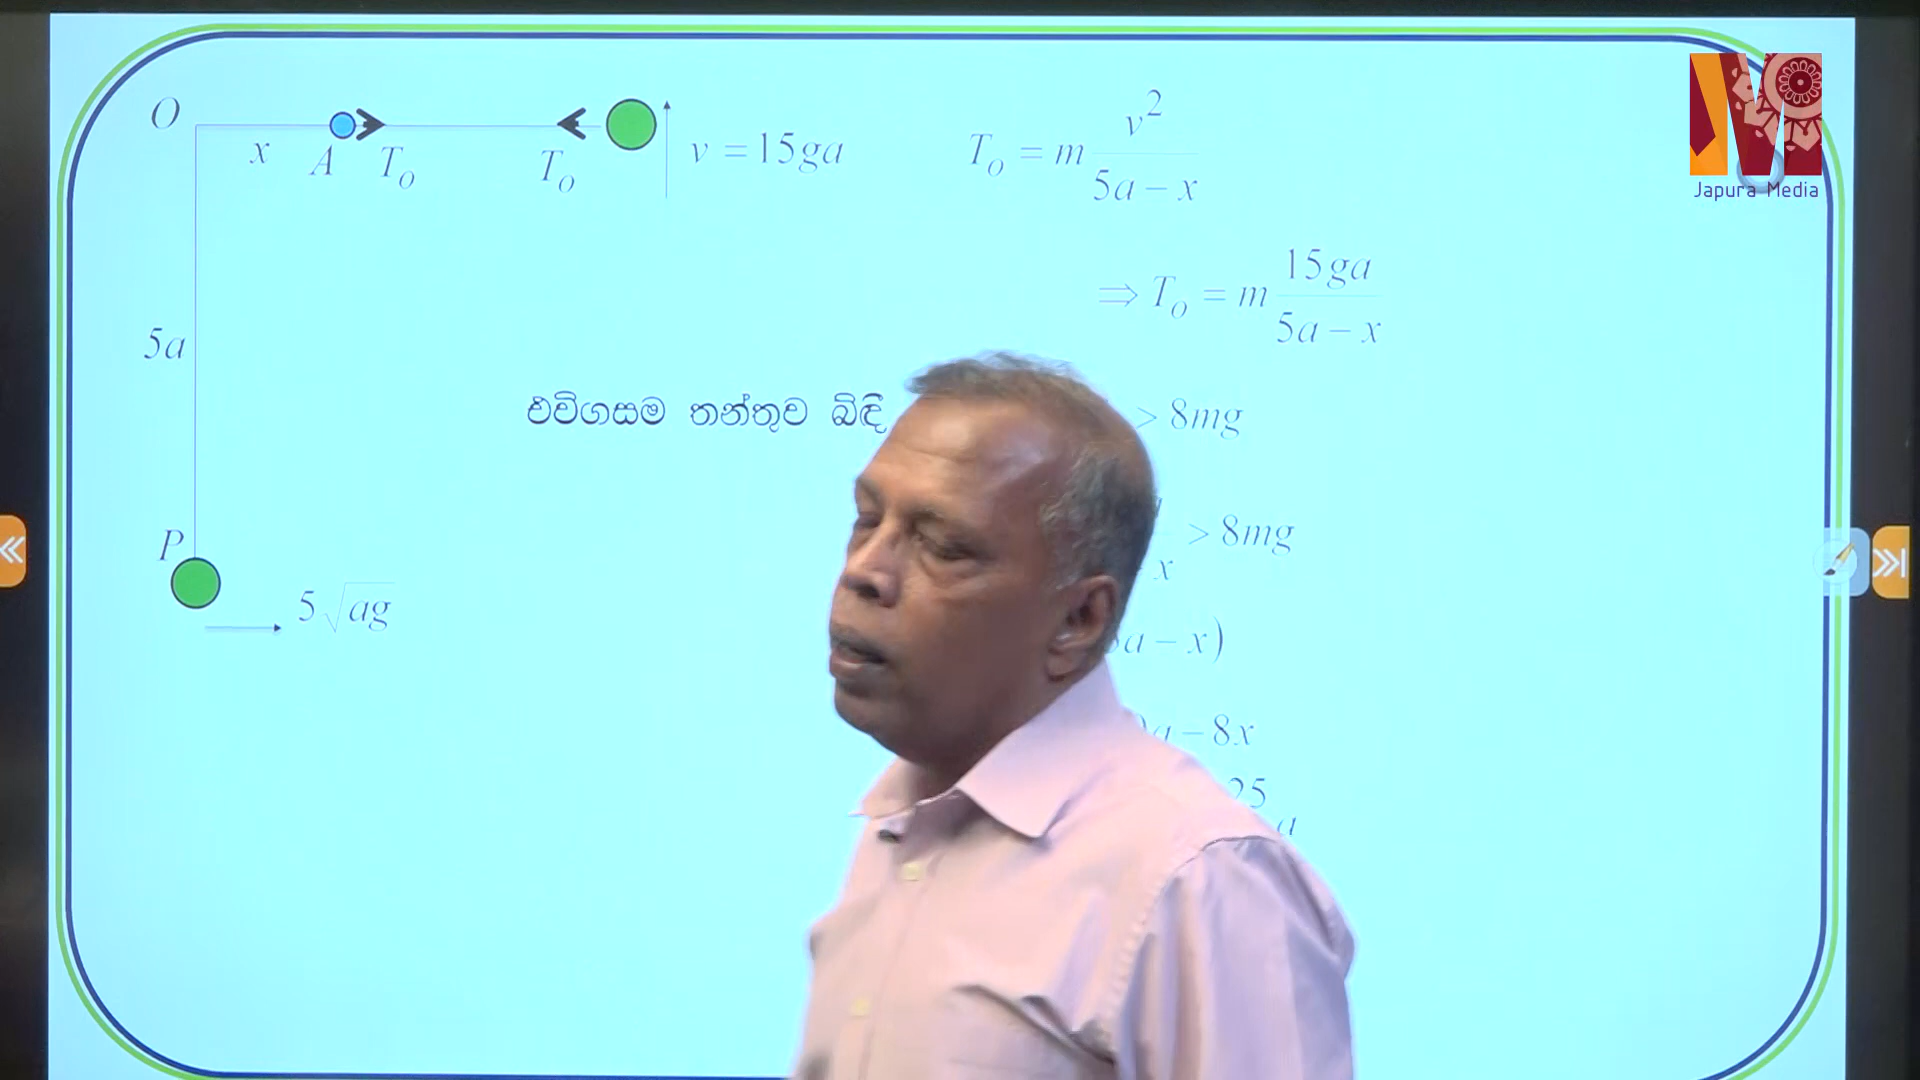 O
x A T_o T_o
v = 15ga
T_o = m v^2 / (5a − x)
⇒ T_o = m 15ga / (5a − x)
5a
එවිගසම තන්තුව බිඳී > 8mg
> 8mg
x
P
5√ag
a − x)
a − 8x
25
a
Japura Media